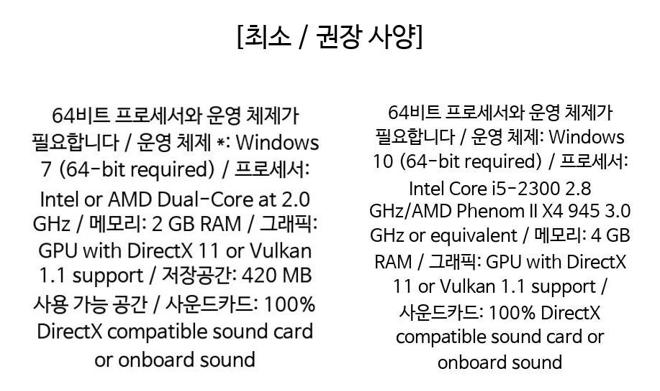 [최소 / 권장 사양]
64비트 프로세서와 운영 체제가
필요합니다 / 운영 체제 *: Windows
7 (64-bit required) / 프로세서:
Intel or AMD Dual-Core at 2.0
GHz / 메모리: 2 GB RAM / 그래픽:
GPU with DirectX 11 or Vulkan
1.1 support / 저장공간: 420 MB
사용 가능 공간 / 사운드카드: 100%
DirectX compatible sound card
or onboard sound
64비트 프로세서와 운영 체제가
필요합니다 / 운영 체제: Windows
10 (64-bit required) / 프로세서:
Intel Core i5-2300 2.8
GHz/AMD Phenom II X4 945 3.0
GHz or equivalent / 메모리: 4 GB
RAM / 그래픽: GPU with DirectX
11 or Vulkan 1.1 support /
사운드카드: 100% DirectX
compatible sound card or
onboard sound